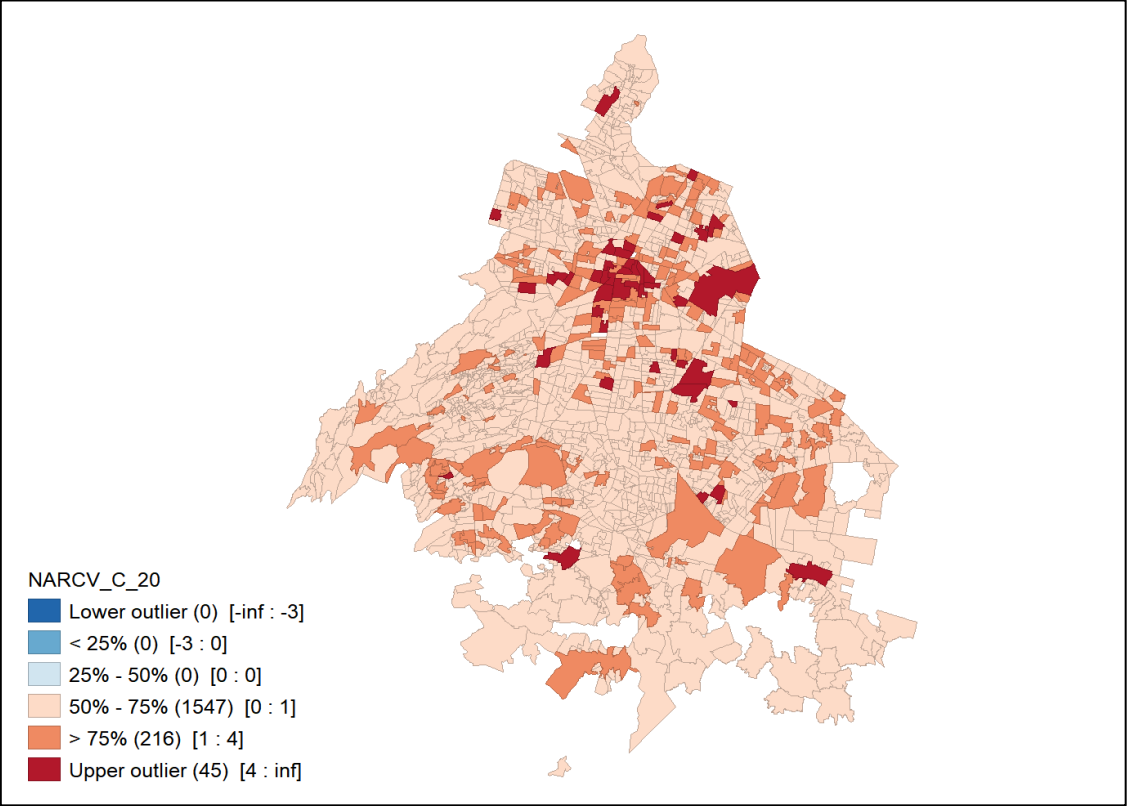 NARCV_C_20
Lower outlier (0) [-inf : -3]
< 25% (0) [-3 : 0]
25% - 50% (0) [0 : 0]
50% - 75% (1547) [0 : 1]
> 75% (216) [1 : 4]
Upper outlier (45) [4 : inf]